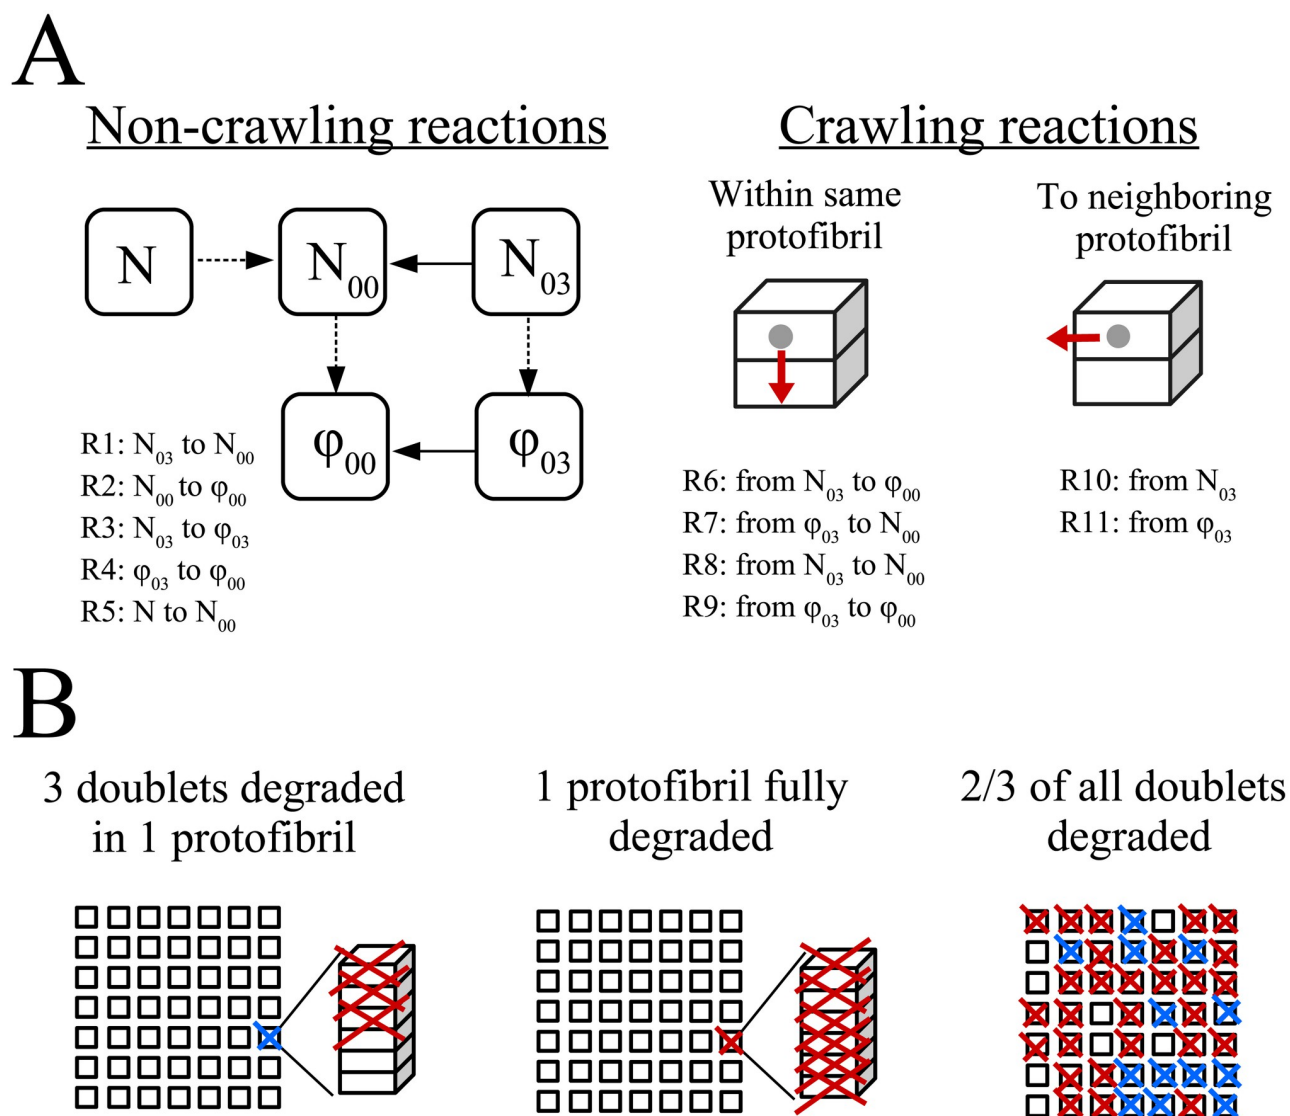 A
Non-crawling reactions
Crawling reactions
Within same
protofibril
To neighboring
protofibril
N
N₀₀
N₀₃
φ₀₀
φ₀₃
R1: N₀₃ to N₀₀
R2: N₀₀ to φ₀₀
R3: N₀₃ to φ₀₃
R4: φ₀₃ to φ₀₀
R5: N to N₀₀
R6: from N₀₃ to φ₀₀
R7: from φ₀₃ to N₀₀
R8: from N₀₃ to N₀₀
R9: from φ₀₃ to φ₀₀
R10: from N₀₃
R11: from φ₀₃
B
3 doublets degraded
in 1 protofibril
1 protofibril fully
degraded
2/3 of all doublets
degraded